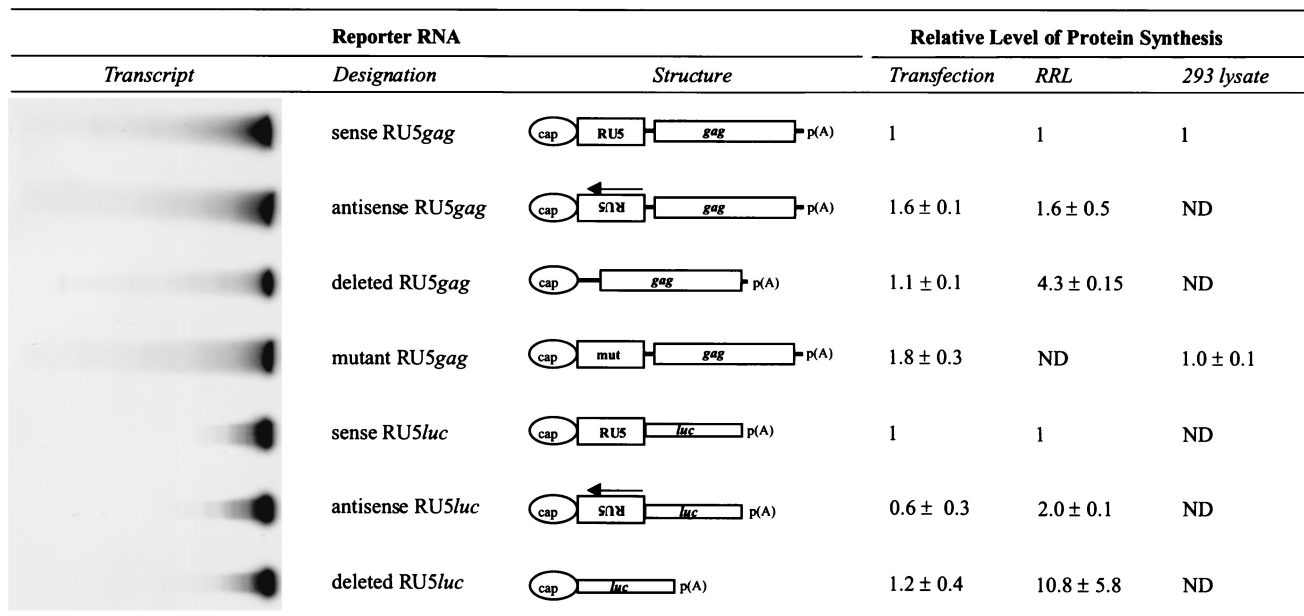 Reporter RNA Relative Level of Protein Synthesis
Transcript Designation Structure Transfection RRL 293 lysate
sense RU5gag cap RU5 gag p(A) 1 1 1
antisense RU5gag cap RU5 gag p(A) 1.6 ± 0.1 1.6 ± 0.5 ND
deleted RU5gag cap gag p(A) 1.1 ± 0.1 4.3 ± 0.15 ND
mutant RU5gag cap mut gag p(A) 1.8 ± 0.3 ND 1.0 ± 0.1
sense RU5luc cap RU5 luc p(A) 1 1 ND
antisense RU5luc cap RU5 luc p(A) 0.6 ± 0.3 2.0 ± 0.1 ND
deleted RU5luc cap luc p(A) 1.2 ± 0.4 10.8 ± 5.8 ND